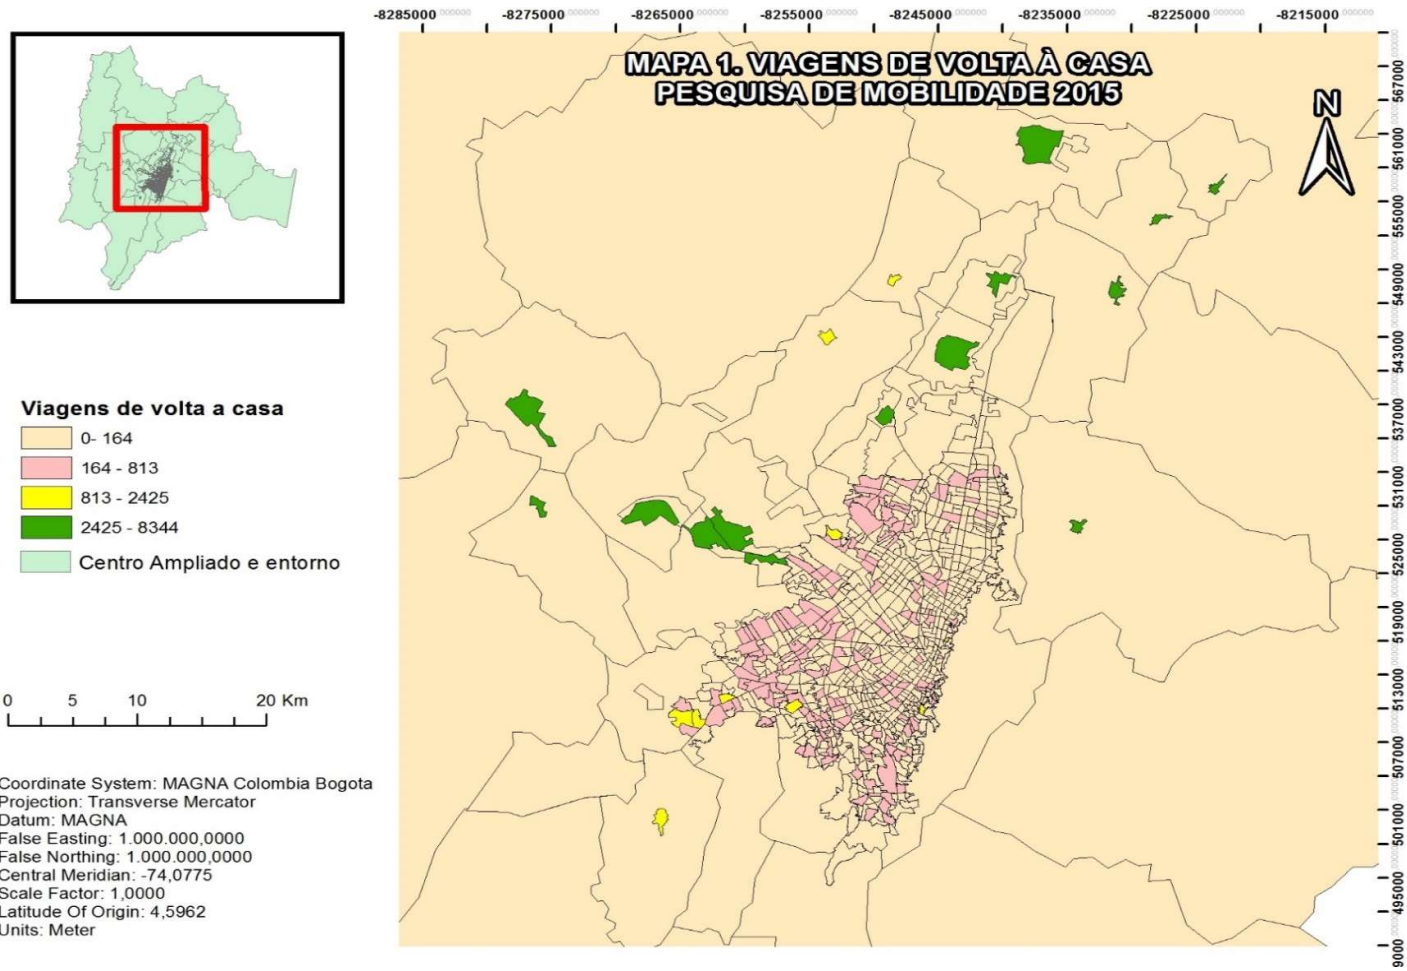 -8285000 -8275000 -8265000 -8255000 -8245000 -8235000 -8225000 -8215000
MAPA 1. VIAGENS DE VOLTA À CASA
PESQUISA DE MOBILIDADE 2015
N
567000
561000
555000
549000
543000
537000
531000
525000
519000
513000
507000
501000
495000
9000
Viagens de volta a casa
0- 164
164 - 813
813 - 2425
2425 - 8344
Centro Ampliado e entorno
0 5 10 20 Km
Coordinate System: MAGNA Colombia Bogota
Projection: Transverse Mercator
Datum: MAGNA
False Easting: 1.000.000,0000
False Northing: 1.000.000,0000
Central Meridian: -74,0775
Scale Factor: 1,0000
Latitude Of Origin: 4,5962
Units: Meter